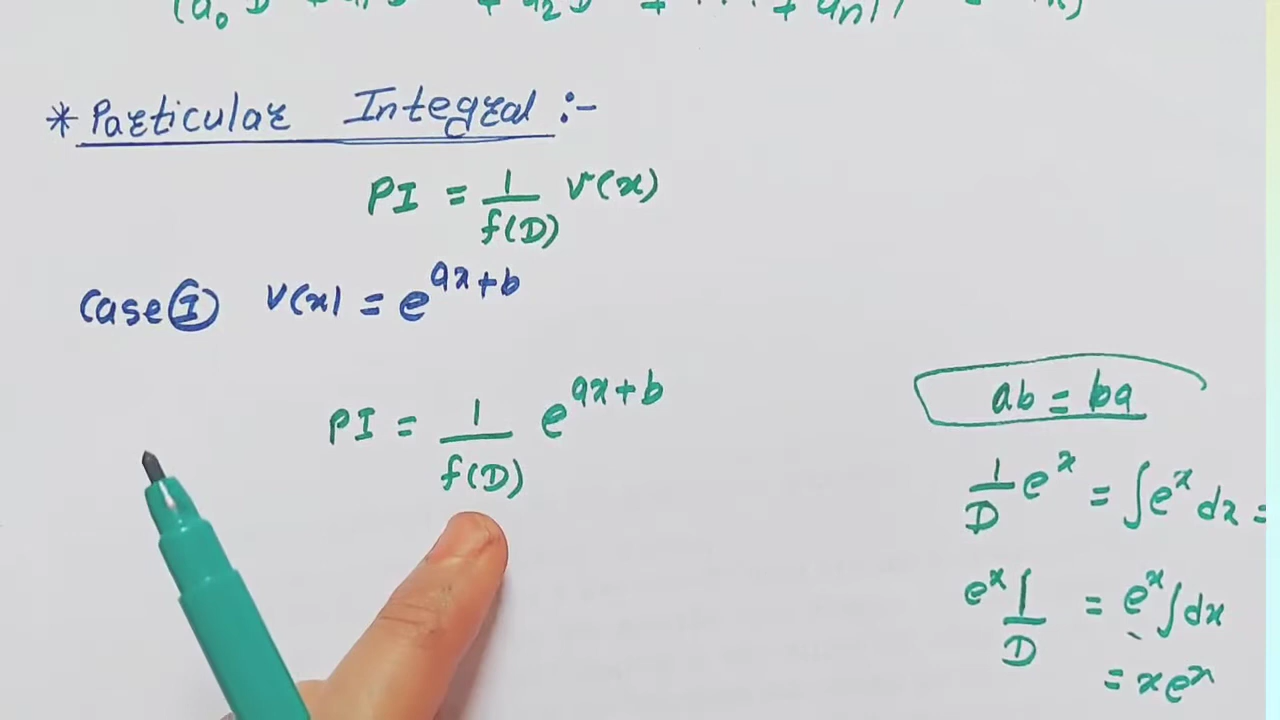 * Particular Integral :-
PI = 1/f(D) v(x)
Case (I) v(x) = e^(ax+b)
PI = 1/f(D) e^(ax+b)
ab = ba
1/D e^x = ∫e^x dx =
e^x 1/D = e^x ∫dx
= xe^x